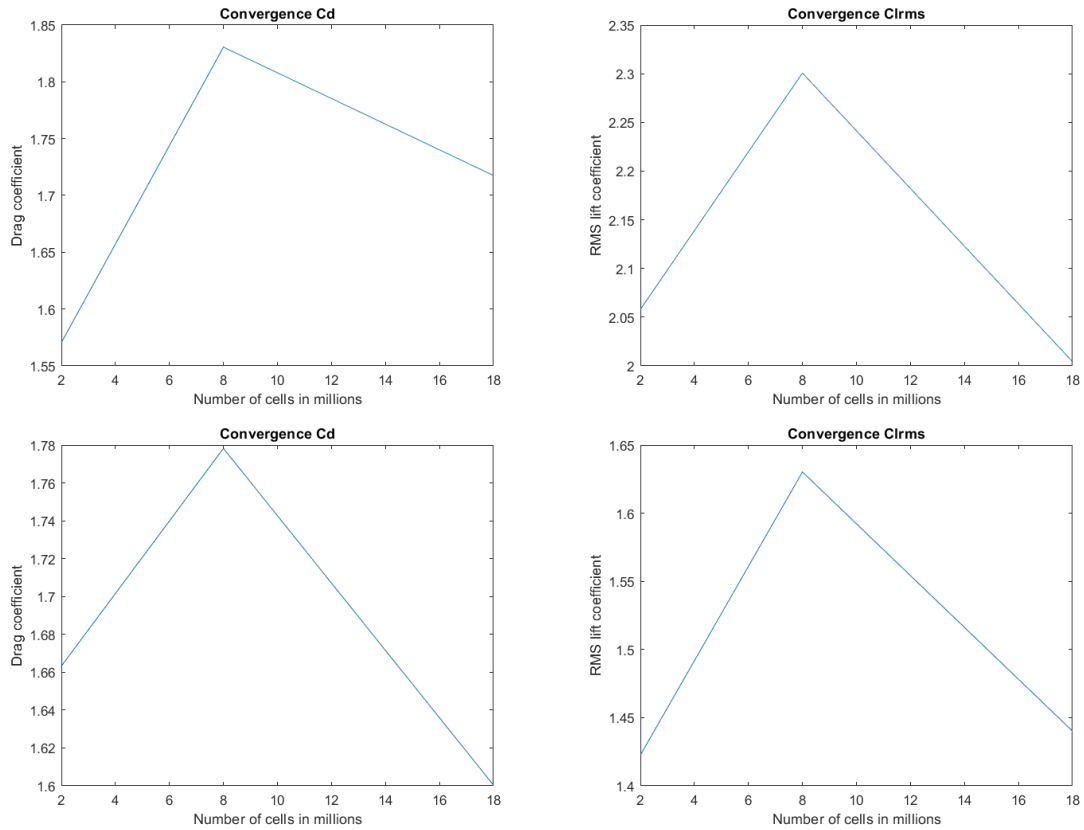 Convergence Cd
1.85
1.8
1.75
1.7
1.65
1.6
1.55
Drag coefficient
2 4 6 8 10 12 14 16 18
Number of cells in millions
Convergence Clrms
2.35
2.3
2.25
2.2
2.15
2.1
2.05
2
RMS lift coefficient
2 4 6 8 10 12 14 16 18
Number of cells in millions
Convergence Cd
1.78
1.76
1.74
1.72
1.7
1.68
1.66
1.64
1.62
1.6
Drag coefficient
2 4 6 8 10 12 14 16 18
Number of cells in millions
Convergence Clrms
1.65
1.6
1.55
1.5
1.45
1.4
RMS lift coefficient
2 4 6 8 10 12 14 16 18
Number of cells in millions